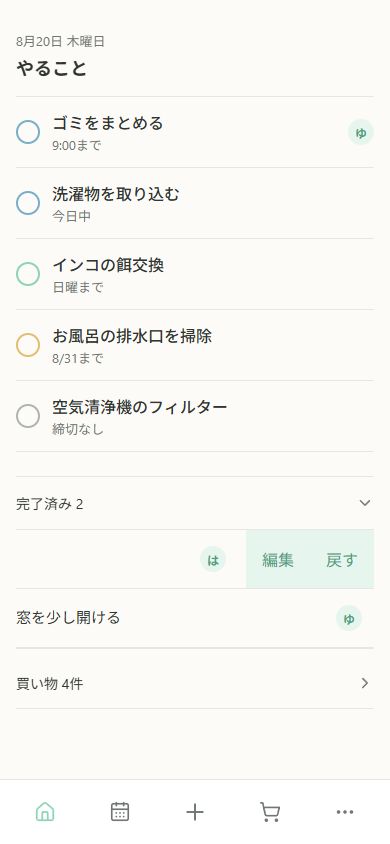 8月20日 木曜日
やること
ゴミをまとめる
9:00まで
ゆ
洗濯物を取り込む
今日中
インコの餌交換
日曜まで
お風呂の排水口を掃除
8/31まで
空気清浄機のフィルター
締切なし
完了済み 2
は 編集 戻す
窓を少し開ける ゆ
買い物 4件